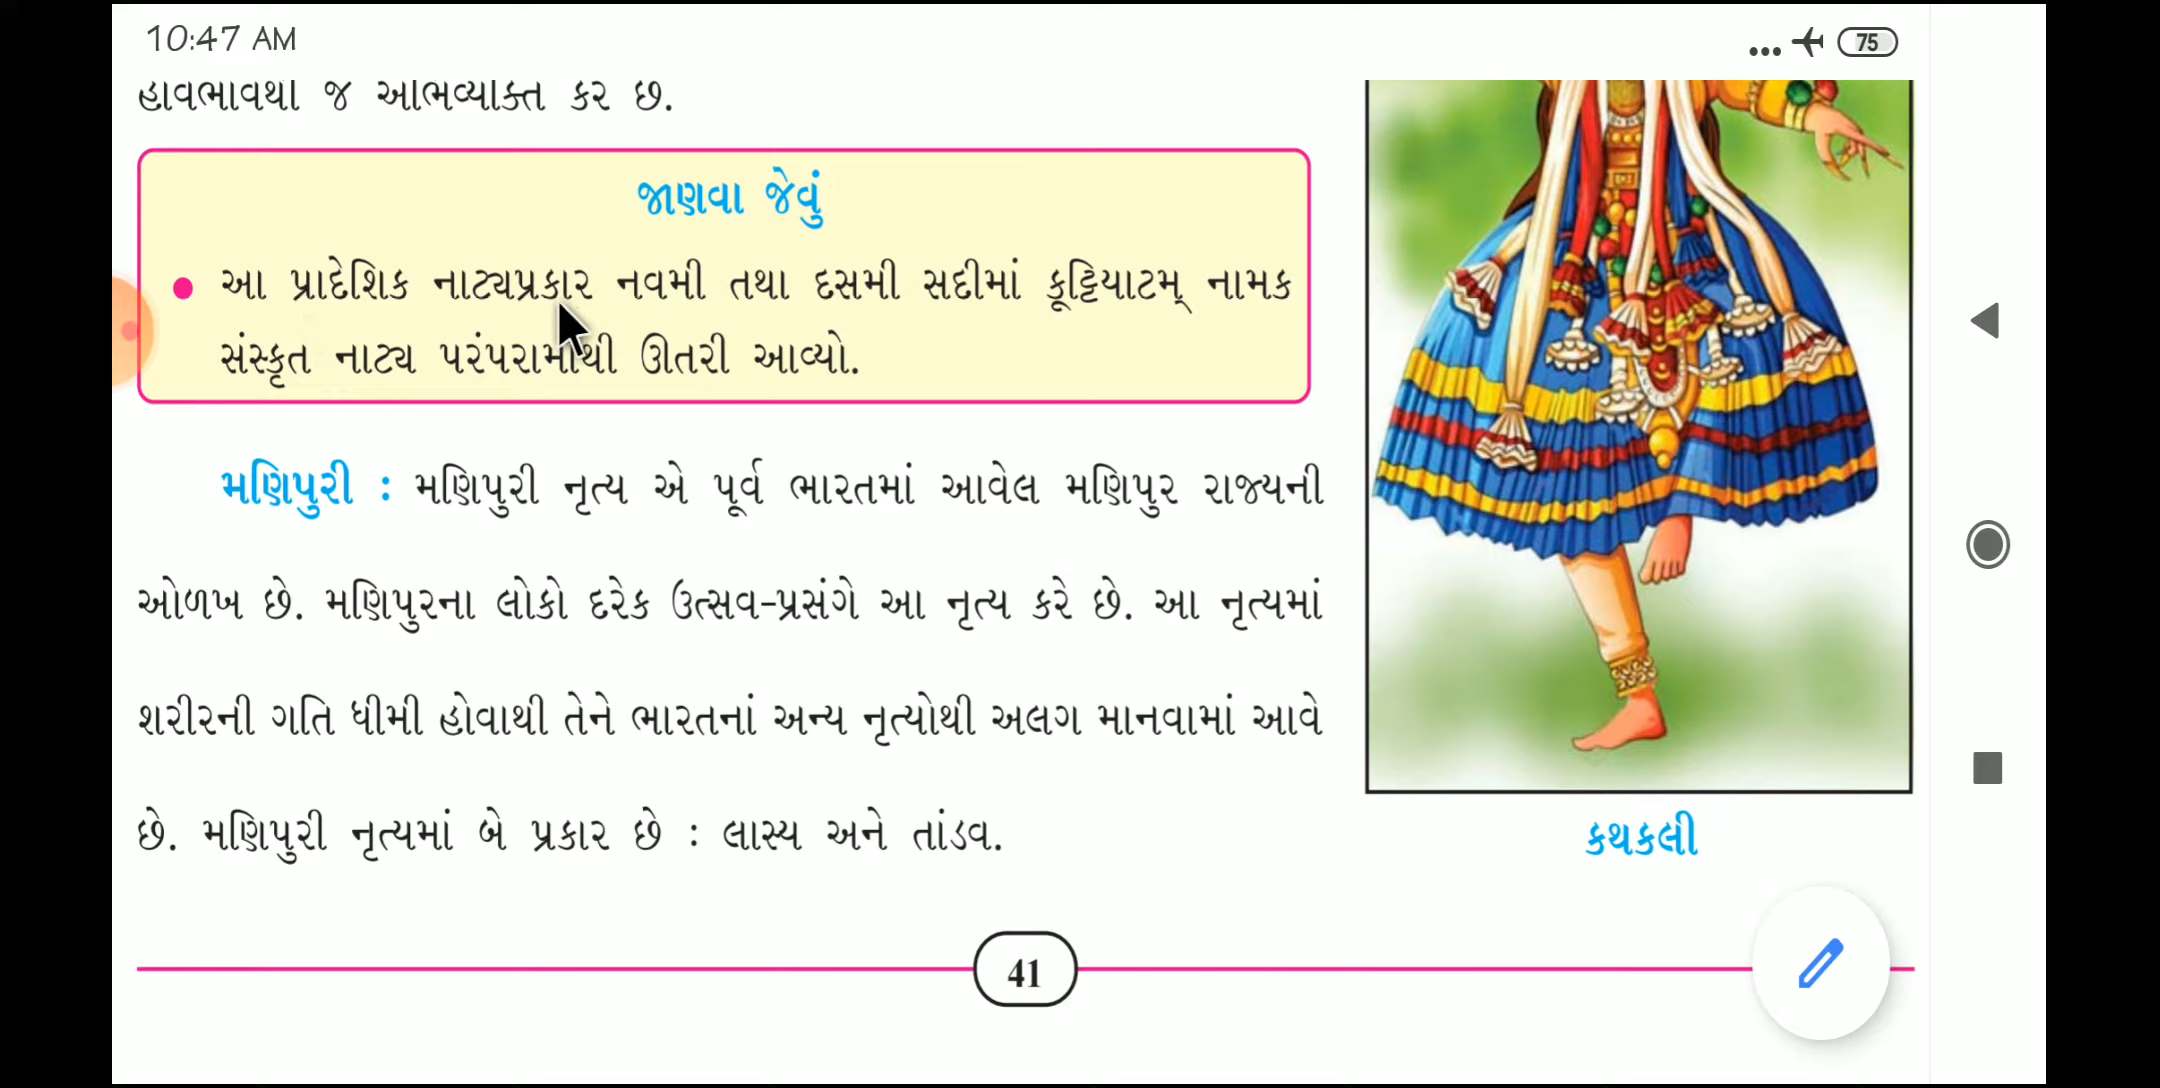 10:47 AM
75
હાવભાવથી જ અભિવ્યક્ત કરે છે.
જાણવા જેવું
• આ પ્રાદેશિક નાટ્યપ્રકાર નવમી તથા દસમી સદીમાં કૂટ્ટિયાટમ્ નામક
સંસ્કૃત નાટ્ય પરંપરામાંથી ઊતરી આવ્યો.
મણિપુરી : મણિપુરી નૃત્ય એ પૂર્વ ભારતમાં આવેલ મણિપુર રાજ્યની
ઓળખ છે. મણિપુરના લોકો દરેક ઉત્સવ-પ્રસંગે આ નૃત્ય કરે છે. આ નૃત્યમાં
શરીરની ગતિ ધીમી હોવાથી તેને ભારતનાં અન્ય નૃત્યોથી અલગ માનવામાં આવે
છે. મણિપુરી નૃત્યમાં બે પ્રકાર છે : લાસ્ય અને તાંડવ.
કથકલી
41